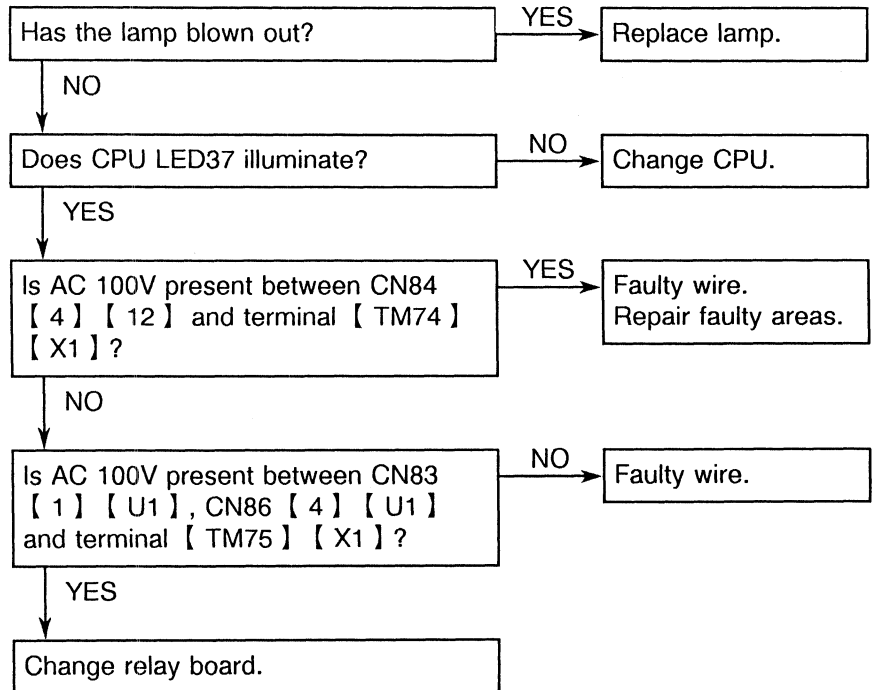 Has the lamp blown out?
YES
Replace lamp.
NO
Does CPU LED37 illuminate?
NO
Change CPU.
YES
Is AC 100V present between CN84
【 4 】 【 12 】 and terminal 【 TM74 】
【 X1 】 ?
YES
Faulty wire.
Repair faulty areas.
NO
Is AC 100V present between CN83
【 1 】 【 U1 】 , CN86 【 4 】 【 U1 】
and terminal 【 TM75 】 【 X1 】 ?
NO
Faulty wire.
YES
Change relay board.